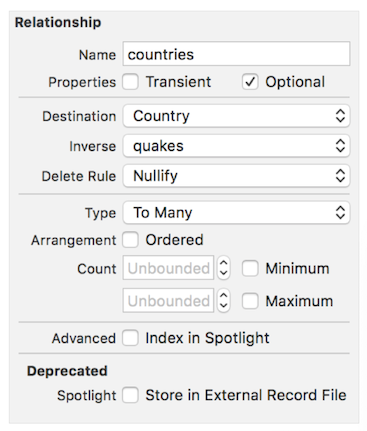 Relationship
Name countries
Properties Transient Optional
Destination Country
Inverse quakes
Delete Rule Nullify
Type To Many
Arrangement Ordered
Count Unbounded Minimum
Unbounded Maximum
Advanced Index in Spotlight
Deprecated
Spotlight Store in External Record File